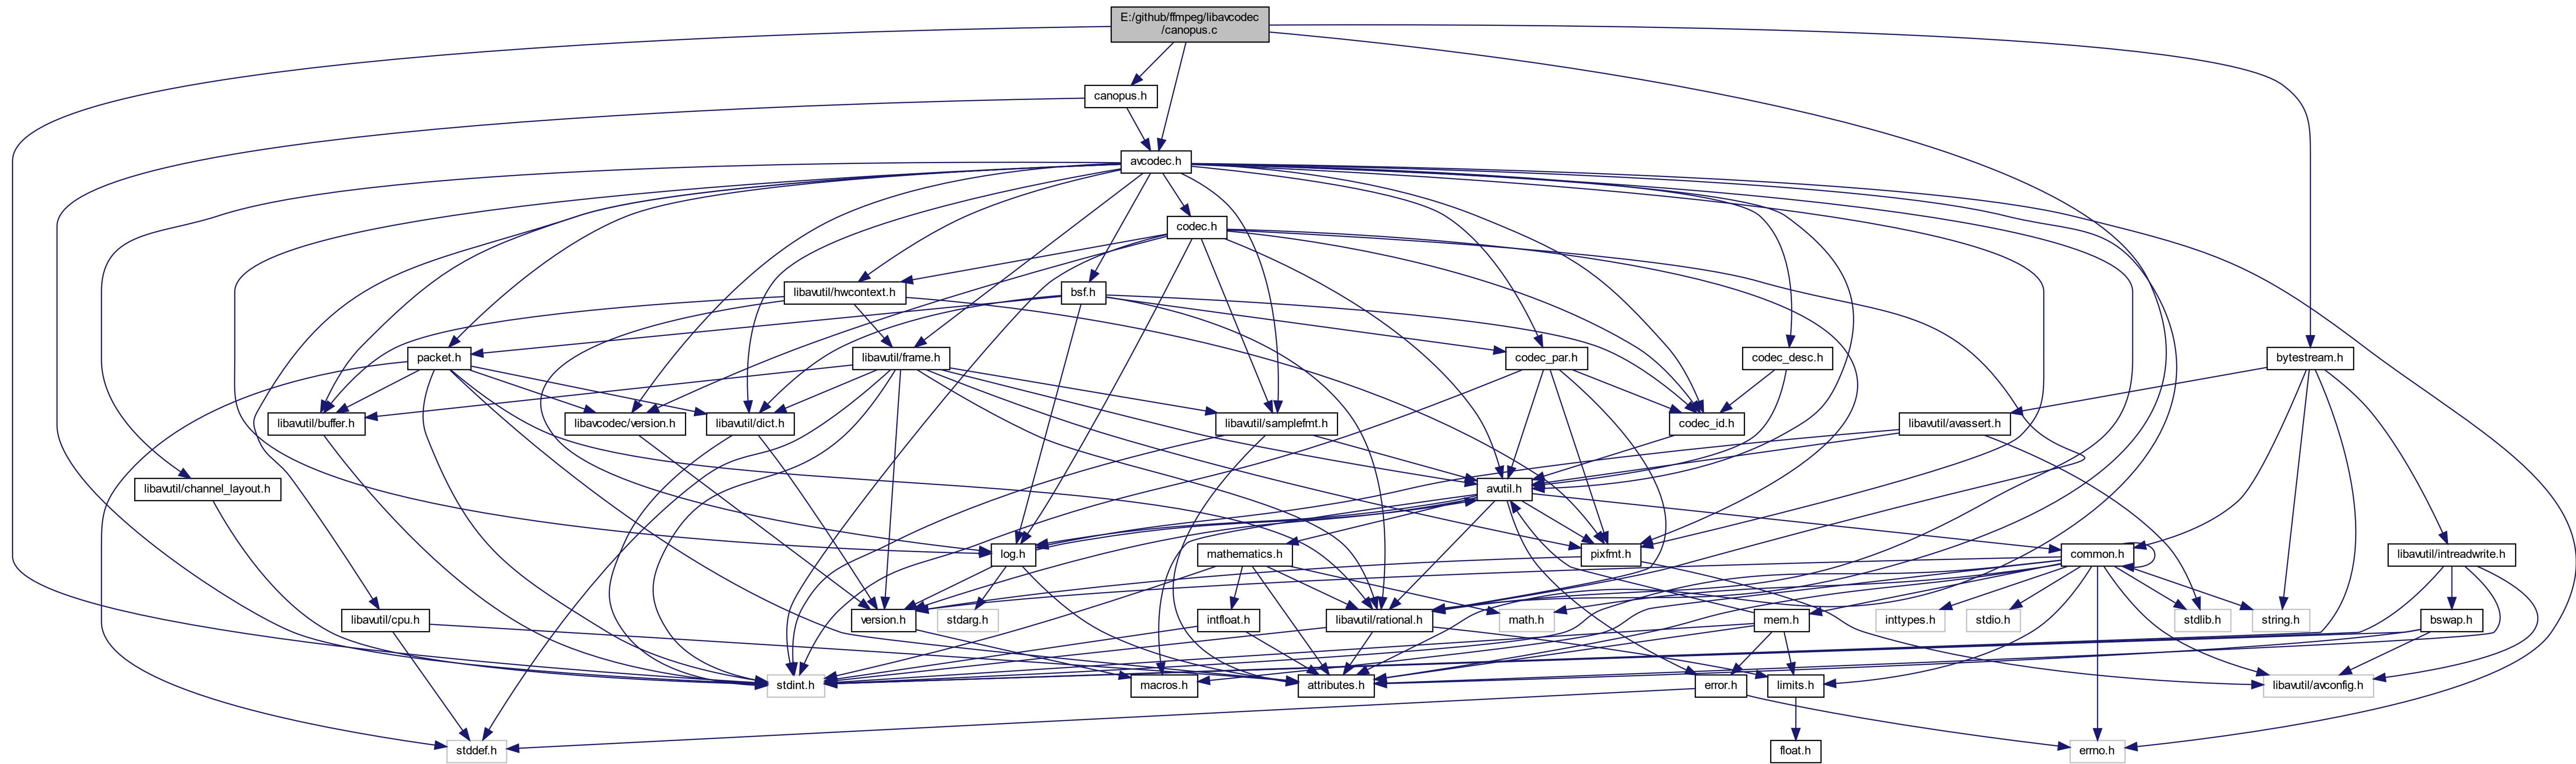 E:/github/ffmpeg/libavcodec
/canopus.c
canopus.h
avcodec.h
codec.h
libavutil/hwcontext.h
bsf.h
packet.h
libavutil/frame.h
codec_par.h
codec_desc.h
bytestream.h
libavutil/buffer.h
libavcodec/version.h
libavutil/dict.h
libavutil/samplefmt.h
codec_id.h
libavutil/avassert.h
libavutil/channel_layout.h
avutil.h
log.h
mathematics.h
pixfmt.h
common.h
libavutil/intreadwrite.h
libavutil/cpu.h
version.h
stdarg.h
intfloat.h
libavutil/rational.h
math.h
mem.h
inttypes.h
stdio.h
stdlib.h
string.h
bswap.h
stdint.h
macros.h
attributes.h
error.h
limits.h
libavutil/avconfig.h
stddef.h
float.h
errno.h